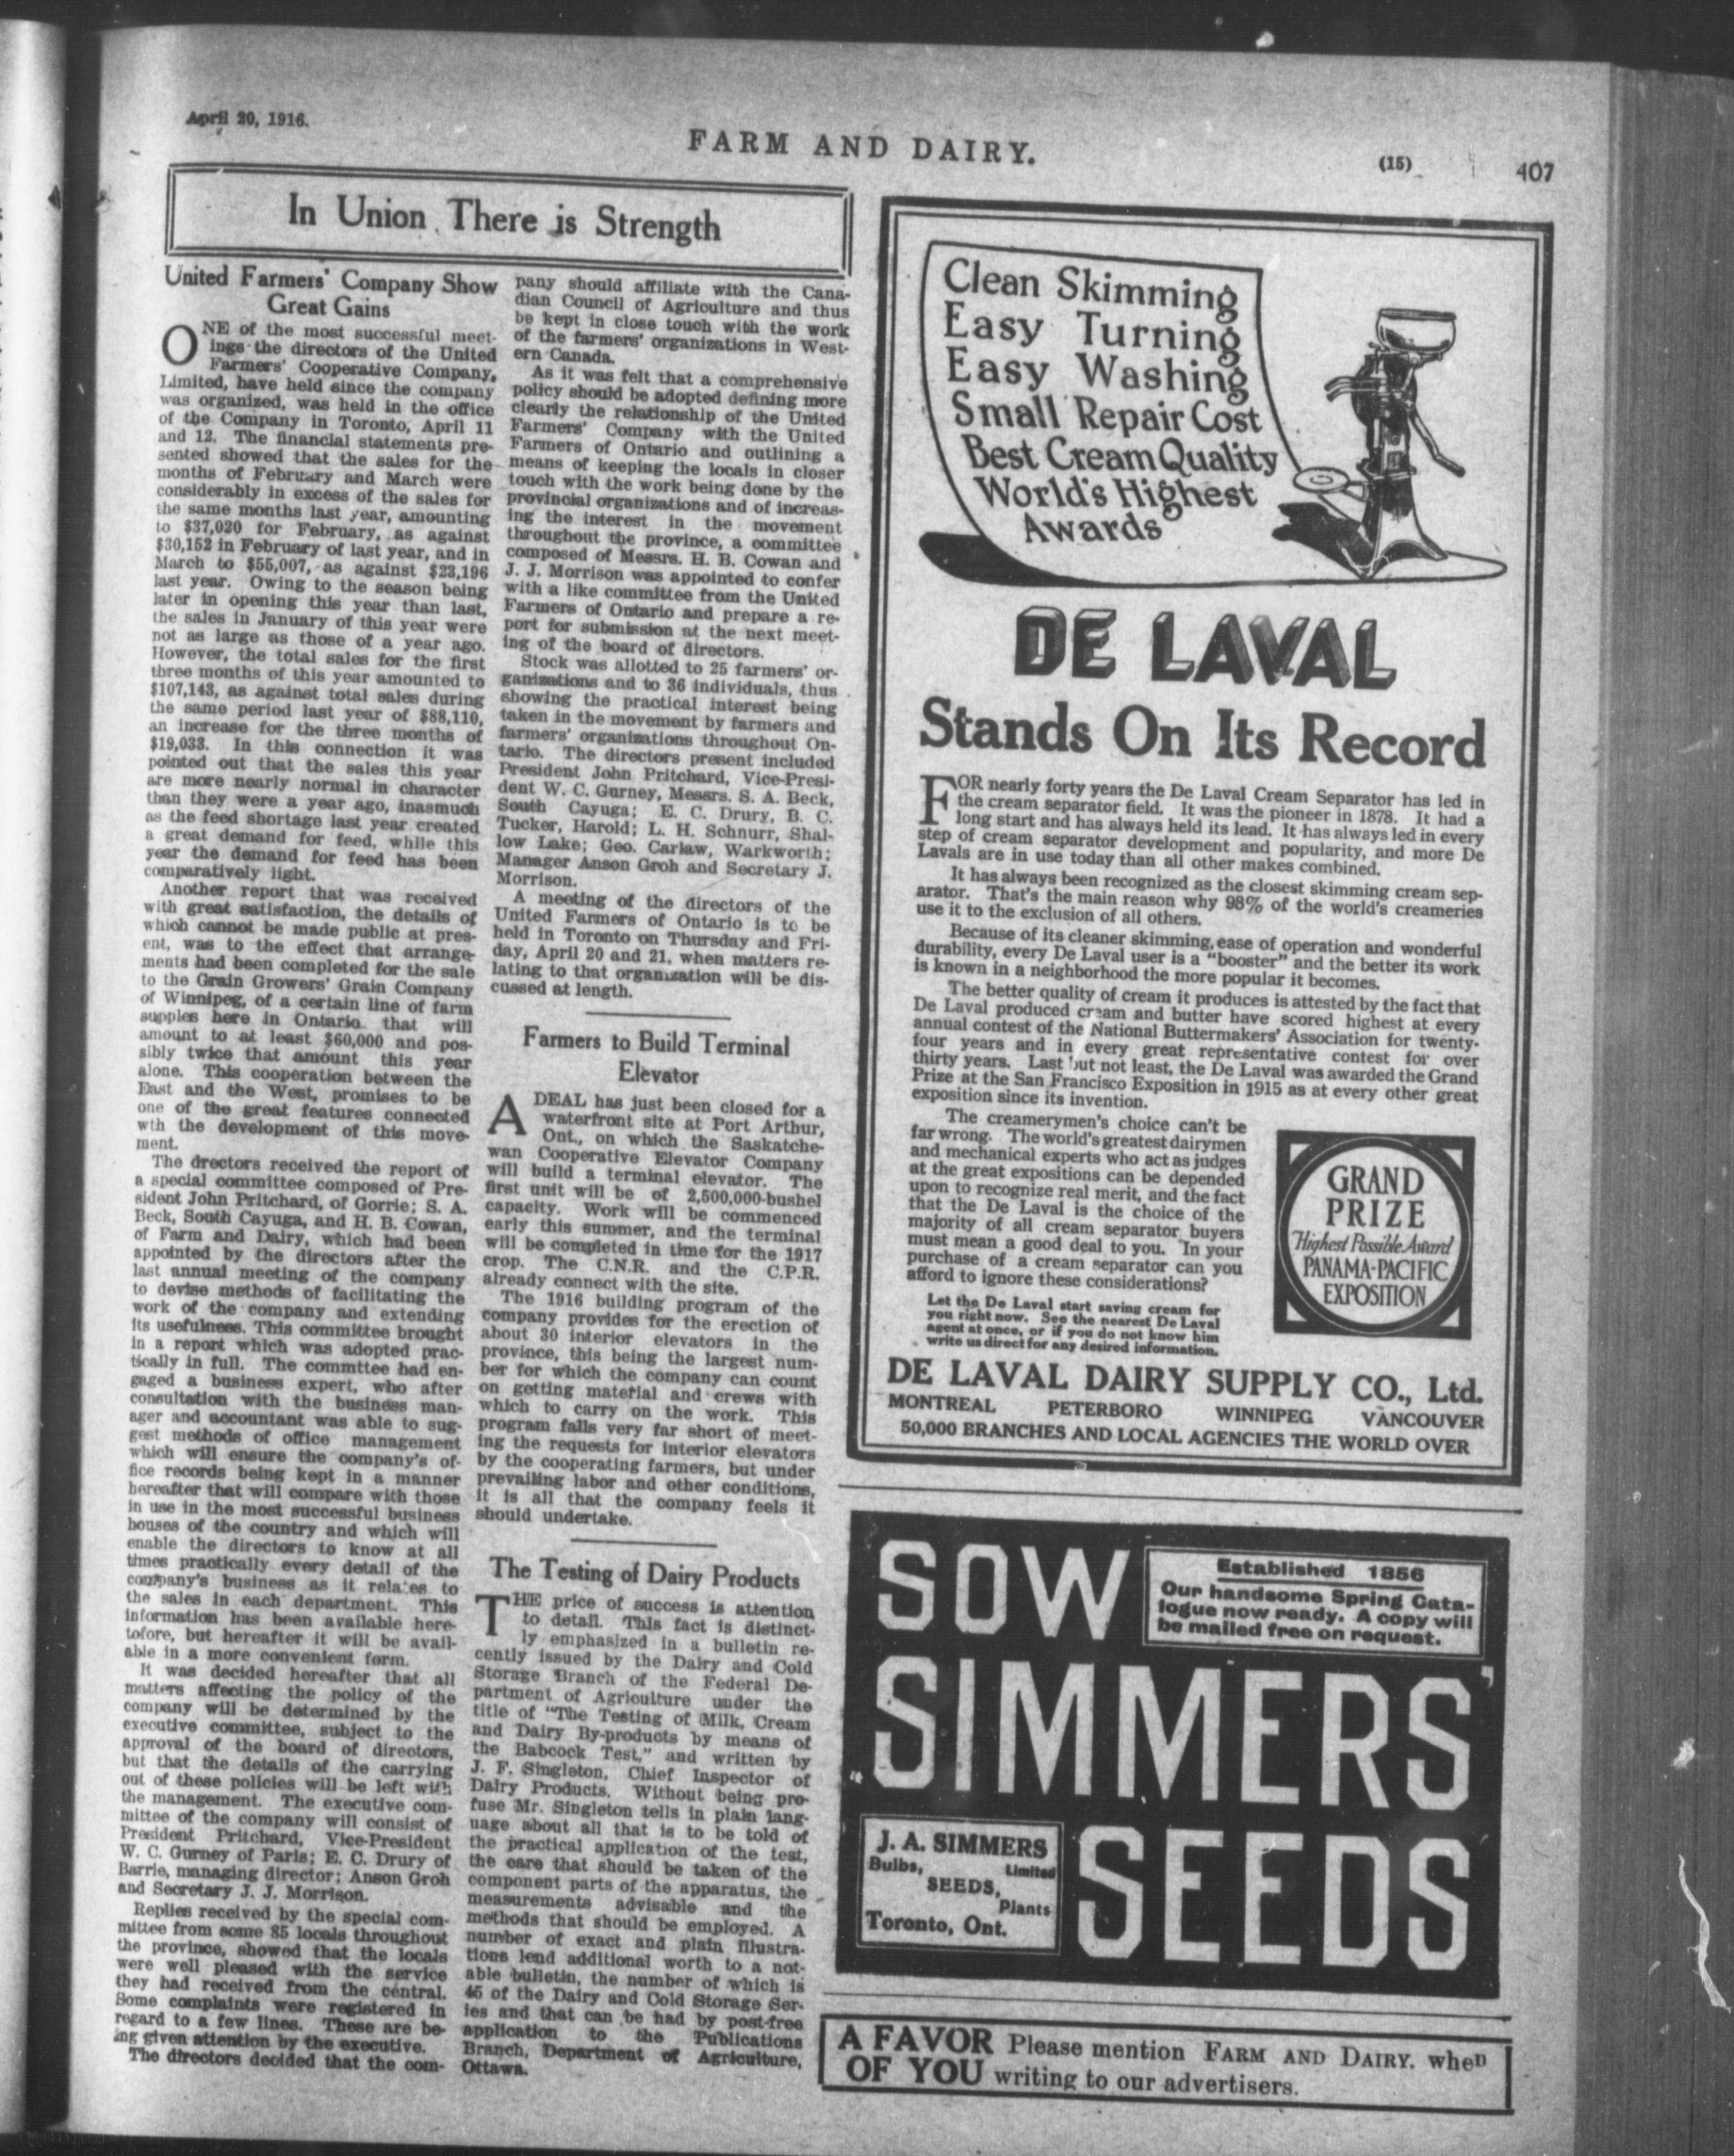 April 20, 1916.
FARM AND DAIRY.
(15)
407
In Union There is Strength
United Farmers' Company Show
Great Gains
ONE of the most successful meet-
ings the directors of the United
Farmers' Cooperative Company,
Limited, have held since the company
was organized, was held in the office
of the Company in Toronto, April 11
and 12. The financial statements pre-
sented showed that the sales for the
months of February and March were
considerably in excess of the sales for
the same months last year, amounting
to $37,020 for February, as against
$30,152 in February of last year, and in
March to $55,007, as against $23,196
last year. Owing to the season being
later in opening this year than last,
the sales in January of this year were
not as large as those of a year ago.
However, the total sales for the first
three months of this year amounted to
$107,143, as against total sales during
the same period last year of $88,110,
an increase for the three months of
$19,033. In this connection it was
pointed out that the sales this year
are more nearly normal in character
than they were a year ago, inasmuch
as the feed shortage last year created
a great demand for feed, while this
year the demand for feed has been
comparatively light.
Another report that was received
with great satisfaction, the details of
which cannot be made public at pres-
ent, was to the effect that arrange-
ments had been completed for the sale
to the Grain Growers' Grain Company
of Winnipeg, of a certain line of farm
supples here in Ontario that will
amount to at least $60,000 and pos-
sibly twice that amount this year
alone. This cooperation between the
East and the West, promises to be
one of the great features connected
wth the development of this move-
ment.
The drectors received the report of
a special committee composed of Pre-
sident John Pritchard, of Gorrie; S. A.
Beck, South Cayuga, and H. B. Cowan,
of Farm and Dairy, which had been
appointed by the directors after the
last annual meeting of the company
to devise methods of facilitating the
work of the company and extending
its usefulness. This committee brought
in a report which was adopted prac-
tically in full. The commttee had en-
gaged a business expert, who after
consultation with the business man-
ager and accountant was able to sug-
gest methods of office management
which will ensure the company's of-
fice records being kept in a manner
hereafter that will compare with those
in use in the most successful business
houses of the country and which will
enable the directors to know at all
times practically every detail of the
company's business as it relates to
the sales in each department. This
information has been available here-
tofore, but hereafter it will be avail-
able in a more convenient form.
It was decided hereafter that all
matters affecting the policy of the
company will be determined by the
executive committee, subject to the
approval of the board of directors,
but that the details of the carrying
out of these policies will be left with
the management. The executive com-
mittee of the company will consist of
President Pritchard, Vice-President
W. C. Gurney of Paris; E. C. Drury of
Barrie, managing director; Anson Groh
and Secretary J. J. Morrison.
Replies received by the special com-
mittee from some 85 locals throughout
the province, showed that the locals
were well pleased with the service
they had received from the central.
Some complaints were registered in
regard to a few lines. These are be-
ing given attention by the executive.
The directors decided that the com-
pany should affiliate with the Cana-
dian Council of Agriculture and thus
be kept in close touch with the work
of the farmers' organizations in West-
ern Canada.
As it was felt that a comprehensive
policy should be adopted defining more
clearly the relationship of the United
Farmers' Company with the United
Farmers of Ontario and outlining a
means of keeping the locals in closer
touch with the work being done by the
provincial organizations and of increas-
ing the interest in the movement
throughout the province, a committee
composed of Messrs. H. B. Cowan and
J. J. Morrison was appointed to confer
with a like committee from the United
Farmers of Ontario and prepare a re-
port for submission at the next meet-
ing of the board of directors.
Stock was allotted to 25 farmers' or-
ganizations and to 36 individuals, thus
showing the practical interest being
taken in the movement by farmers and
farmers' organizations throughout On-
tario. The directors present included
President John Pritchard, Vice-Presi-
dent W. C. Gurney, Messrs. S. A. Beck,
South Cayuga; E. C. Drury, B. C.
Tucker, Harold; L. H. Schnurr, Shal-
low Lake; Geo. Carlaw, Warkworth;
Manager Anson Groh and Secretary J.
Morrison.
A meeting of the directors of the
United Farmers of Ontario is to be
held in Toronto on Thursday and Fri-
day, April 20 and 21, when matters re-
lating to that organization will be dis-
cussed at length.
Farmers to Build Terminal
Elevator
A DEAL has just been closed for a
waterfront site at Port Arthur,
Ont., on which the Saskatche-
wan Cooperative Elevator Company
will build a terminal elevator. The
first unit will be of 2,500,000-bushel
capacity. Work will be commenced
early this summer, and the terminal
will be completed in time for the 1917
crop. The C.N.R. and the C.P.R.
already connect with the site.
The 1916 building program of the
company provides for the erection of
about 30 interior elevators in the
province, this being the largest num-
ber for which the company can count
on getting material and crews with
which to carry on the work. This
program falls very far short of meet-
ing the requests for interior elevators
by the cooperating farmers, but under
prevailing labor and other conditions,
it is all that the company feels it
should undertake.
The Testing of Dairy Products
THE price of success is attention
to detail. This fact is distinct-
ly emphasized in a bulletin re-
cently issued by the Dairy and Cold
Storage Branch of the Federal De-
partment of Agriculture under the
title of "The Testing of Milk, Cream
and Dairy By-products by means of
the Babcock Test," and written by
J. F. Singleton, Chief Inspector of
Dairy Products. Without being pro-
fuse Mr. Singleton tells in plain lang-
uage about all that is to be told of
the practical application of the test,
the care that should be taken of the
component parts of the apparatus, the
measurements advisable and the
methods that should be employed. A
number of exact and plain illustra-
tions lend additional worth to a not-
able bulletin, the number of which is
45 of the Dairy and Cold Storage Ser-
ies and that can be had by post-free
application to the Publications
Branch, Department of Agriculture,
Ottawa.
Clean Skimming
Easy Turning
Easy Washing
Small Repair Cost
Best Cream Quality
World's Highest
Awards
DE LAVAL
Stands On Its Record
FOR nearly forty years the De Laval Cream Separator has led in
the cream separator field. It was the pioneer in 1878. It had a
long start and has always held its lead. It has always led in every
step of cream separator development and popularity, and more De
Lavals are in use today than all other makes combined.
It has always been recognized as the closest skimming cream sep-
arator. That's the main reason why 98% of the world's creameries
use it to the exclusion of all others.
Because of its cleaner skimming, ease of operation and wonderful
durability, every De Laval user is a "booster" and the better its work
is known in a neighborhood the more popular it becomes.
The better quality of cream it produces is attested by the fact that
De Laval produced cream and butter have scored highest at every
annual contest of the National Buttermakers' Association for twenty-
four years and in every great representative contest for over
thirty years. Last but not least, the De Laval was awarded the Grand
Prize at the San Francisco Exposition in 1915 as at every other great
exposition since its invention.
The creamerymen's choice can't be
far wrong. The world's greatest dairymen
and mechanical experts who act as judges
at the great expositions can be depended
upon to recognize real merit, and the fact
that the De Laval is the choice of the
majority of all cream separator buyers
must mean a good deal to you. In your
purchase of a cream separator can you
afford to ignore these considerations?
Let the De Laval start saving cream for
you right now. See the nearest De Laval
agent at once, or if you do not know him
write us direct for any desired information.
GRAND
PRIZE
Highest Possible Award
PANAMA-PACIFIC
EXPOSITION
DE LAVAL DAIRY SUPPLY CO., Ltd.
MONTREAL PETERBORO WINNIPEG VANCOUVER
50,000 BRANCHES AND LOCAL AGENCIES THE WORLD OVER
SOW
Established 1856
Our handsome Spring Cata-
logue now ready. A copy will
be mailed free on request.
SIMMERS'
SEEDS
J. A. SIMMERS
Limited
Bulbs,
SEEDS,
Plants
Toronto, Ont.
A FAVOR Please mention FARM AND DAIRY. when
OF YOU writing to our advertisers.